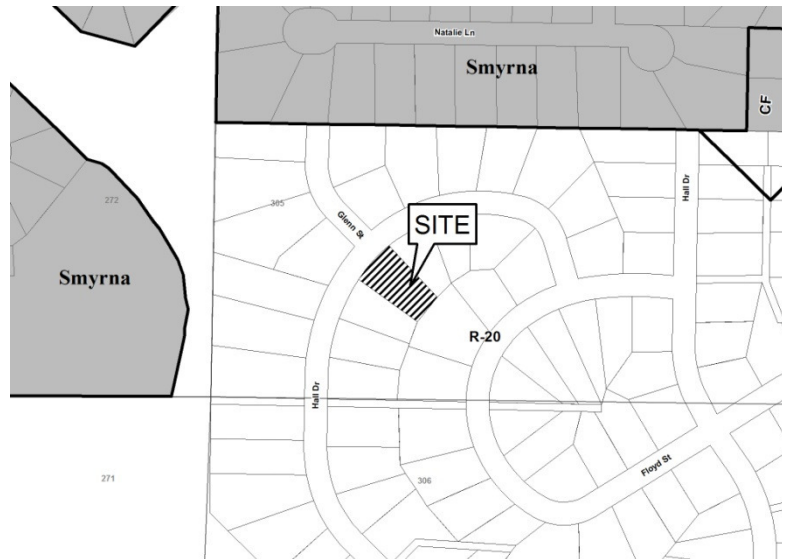 Natalie Ln
Smyrna
CF
Hall Dr
305
272
Glenn St
SITE
Smyrna
R-20
Hall Dr
Floyd St
271
306